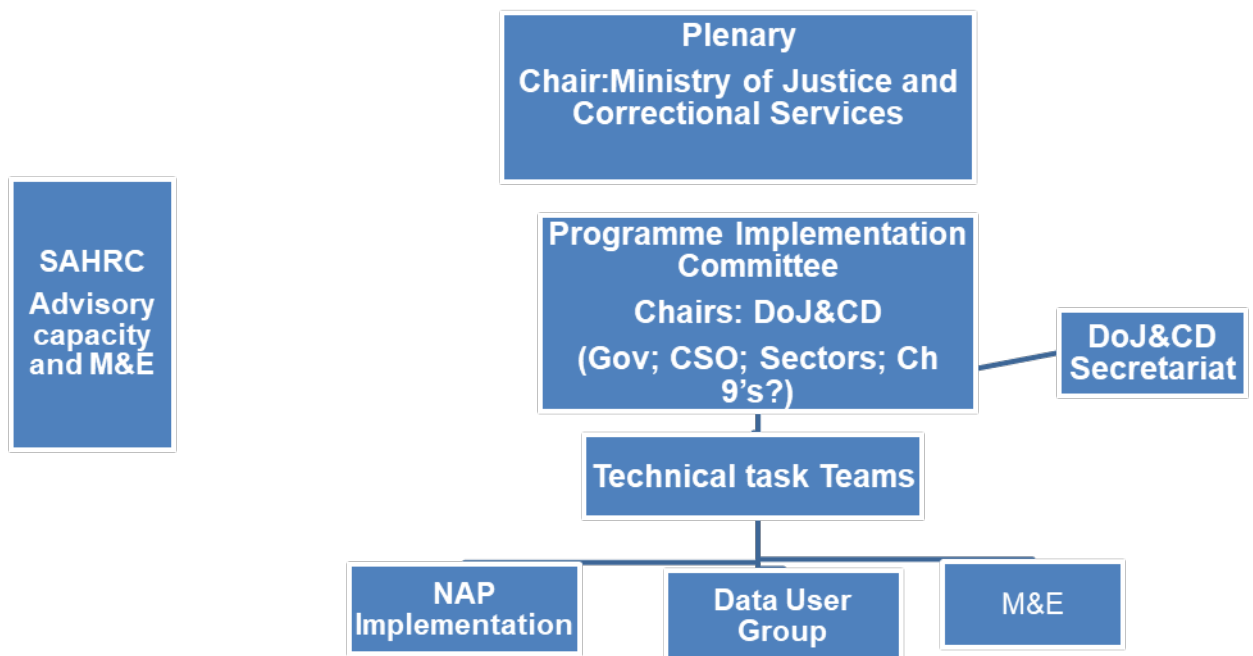 Plenary
Chair:Ministry of Justice and
Correctional Services
SAHRC
Advisory
capacity
and M&E
Programme Implementation
Committee
Chairs: DoJ&CD
(Gov; CSO; Sectors; Ch
9’s?)
DoJ&CD
Secretariat
Technical task Teams
NAP
Implementation
Data User
Group
M&E